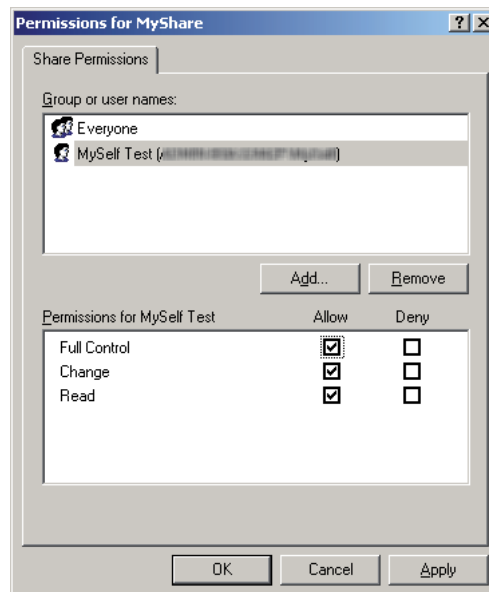 Permissions for MyShare
Share Permissions
Group or user names:
Everyone
MySelf Test (
Add... Remove
Permissions for MySelf Test Allow Deny
Full Control
Change
Read
OK Cancel Apply